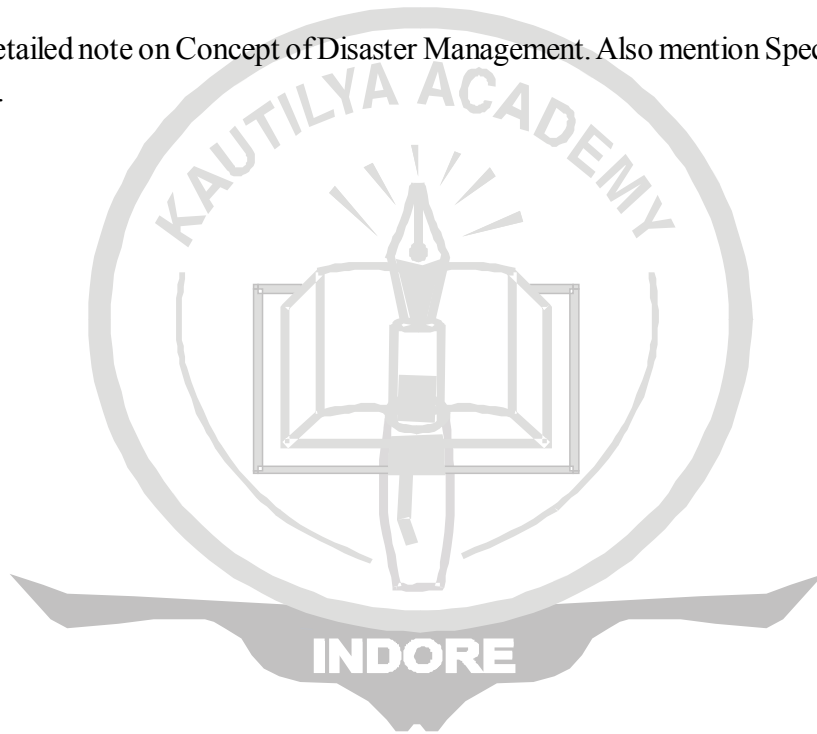 etailed note on Concept of Disaster Management. Also mention Spec
.
KAUTILYA ACADEMY
INDORE